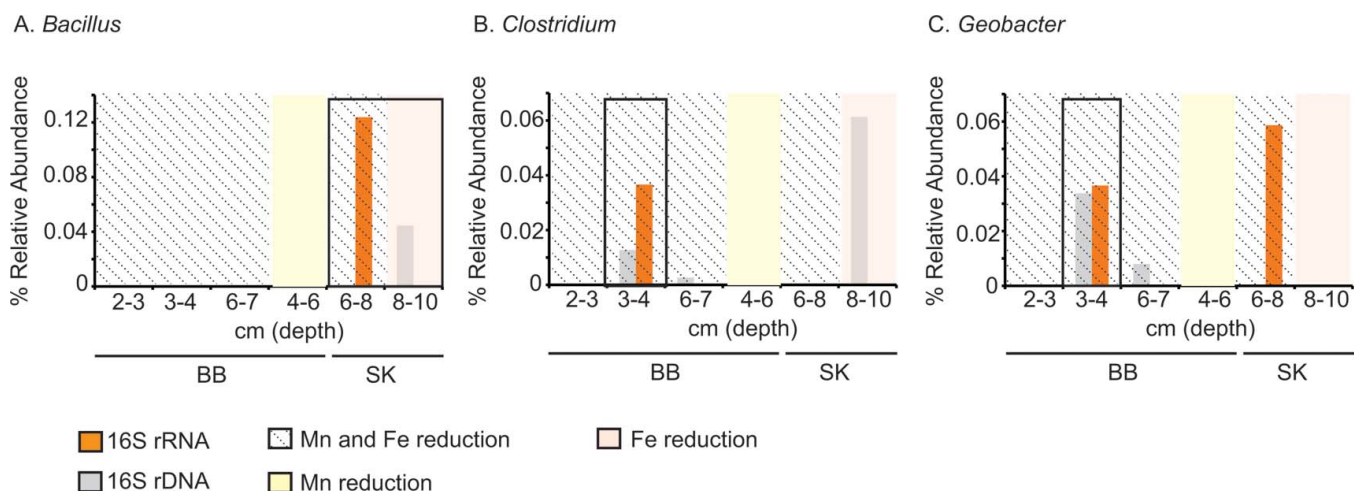 A. Bacillus
% Relative Abundance
0.12
0.08
0.04
0
2-3 3-4 6-7 4-6 6-8 8-10
cm (depth)
BB SK
B. Clostridium
% Relative Abundance
0.06
0.04
0.02
0
2-3 3-4 6-7 4-6 6-8 8-10
cm (depth)
BB SK
C. Geobacter
% Relative Abundance
0.06
0.04
0.02
0
2-3 3-4 6-7 4-6 6-8 8-10
cm (depth)
BB SK
16S rRNA Mn and Fe reduction Fe reduction
16S rDNA Mn reduction